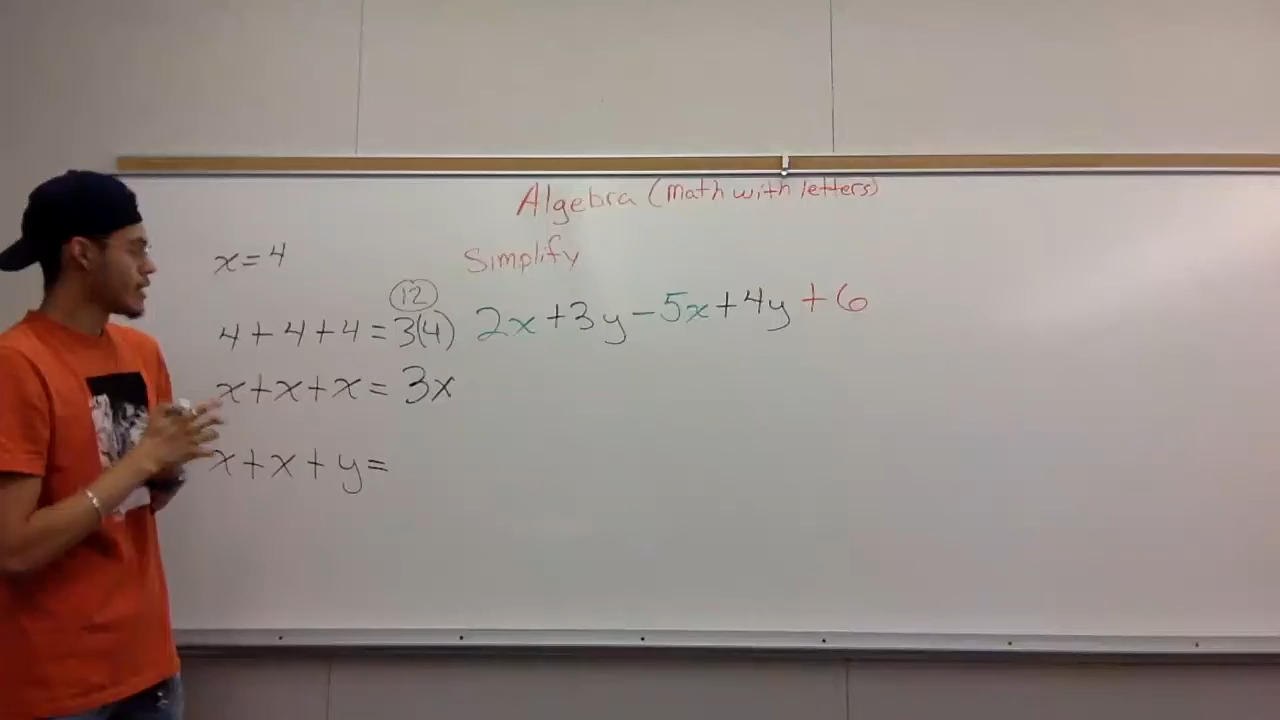 Algebra (math with letters)
x=4
Simplify
12
4+4+4=3(4)
2x+3y-5x+4y+6
x+x+x=3x
x+x+y=